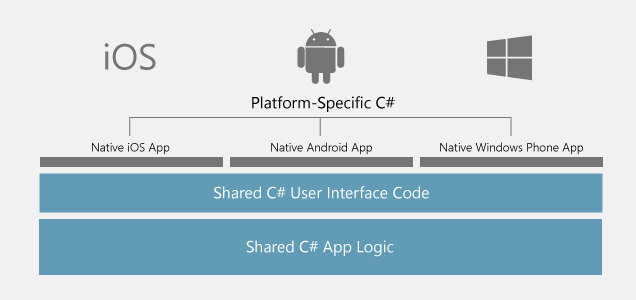 iOS
Platform-Specific C#
Native iOS App
Native Android App
Native Windows Phone App
Shared C# User Interface Code
Shared C# App Logic